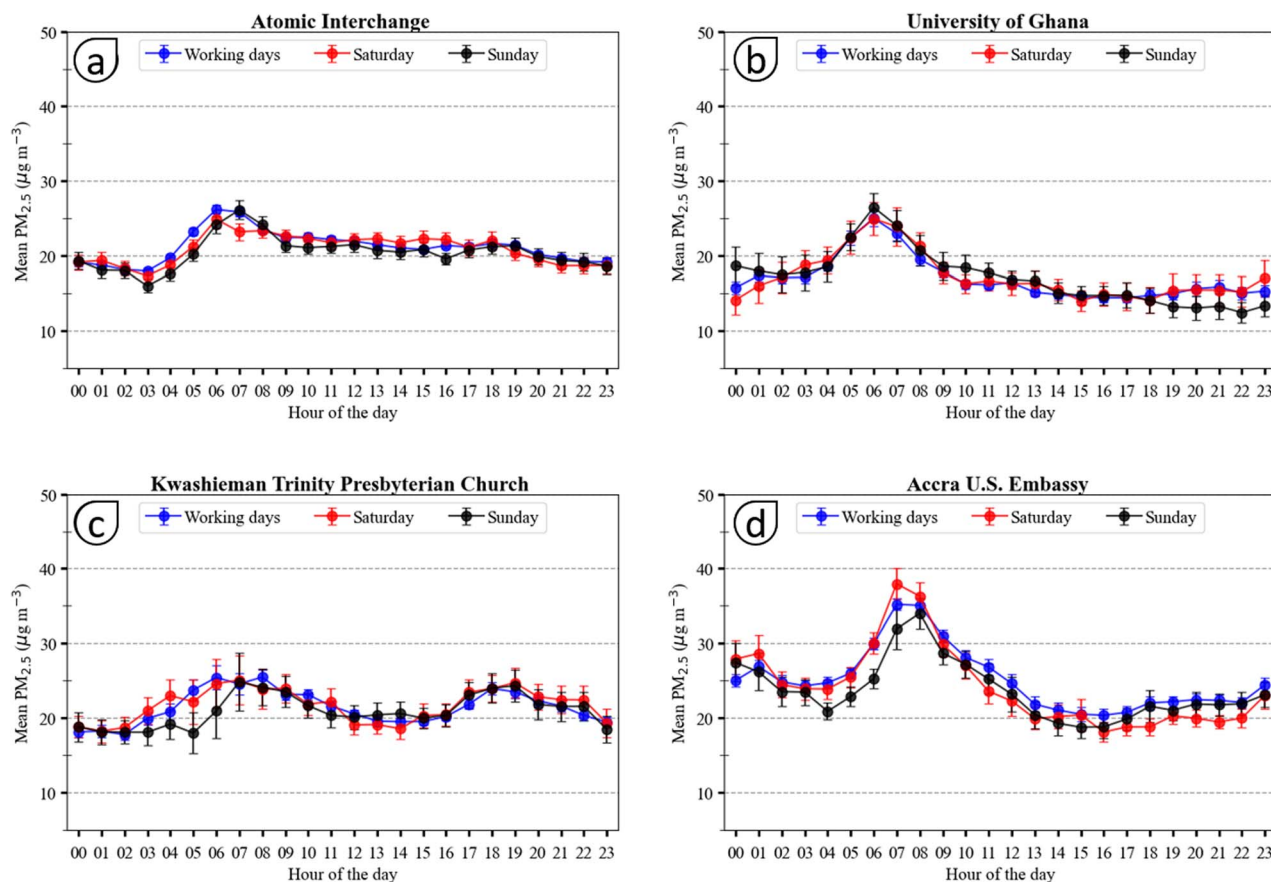 Atomic Interchange
a
Working days Saturday Sunday
Mean PM2.5 (μg m−3)
50
40
30
20
10
00 01 02 03 04 05 06 07 08 09 10 11 12 13 14 15 16 17 18 19 20 21 22 23
Hour of the day
University of Ghana
b
Working days Saturday Sunday
Mean PM2.5 (μg m−3)
50
40
30
20
10
00 01 02 03 04 05 06 07 08 09 10 11 12 13 14 15 16 17 18 19 20 21 22 23
Hour of the day
Kwashieman Trinity Presbyterian Church
c
Working days Saturday Sunday
Mean PM2.5 (μg m−3)
50
40
30
20
10
00 01 02 03 04 05 06 07 08 09 10 11 12 13 14 15 16 17 18 19 20 21 22 23
Hour of the day
Accra U.S. Embassy
d
Working days Saturday Sunday
Mean PM2.5 (μg m−3)
50
40
30
20
10
00 01 02 03 04 05 06 07 08 09 10 11 12 13 14 15 16 17 18 19 20 21 22 23
Hour of the day